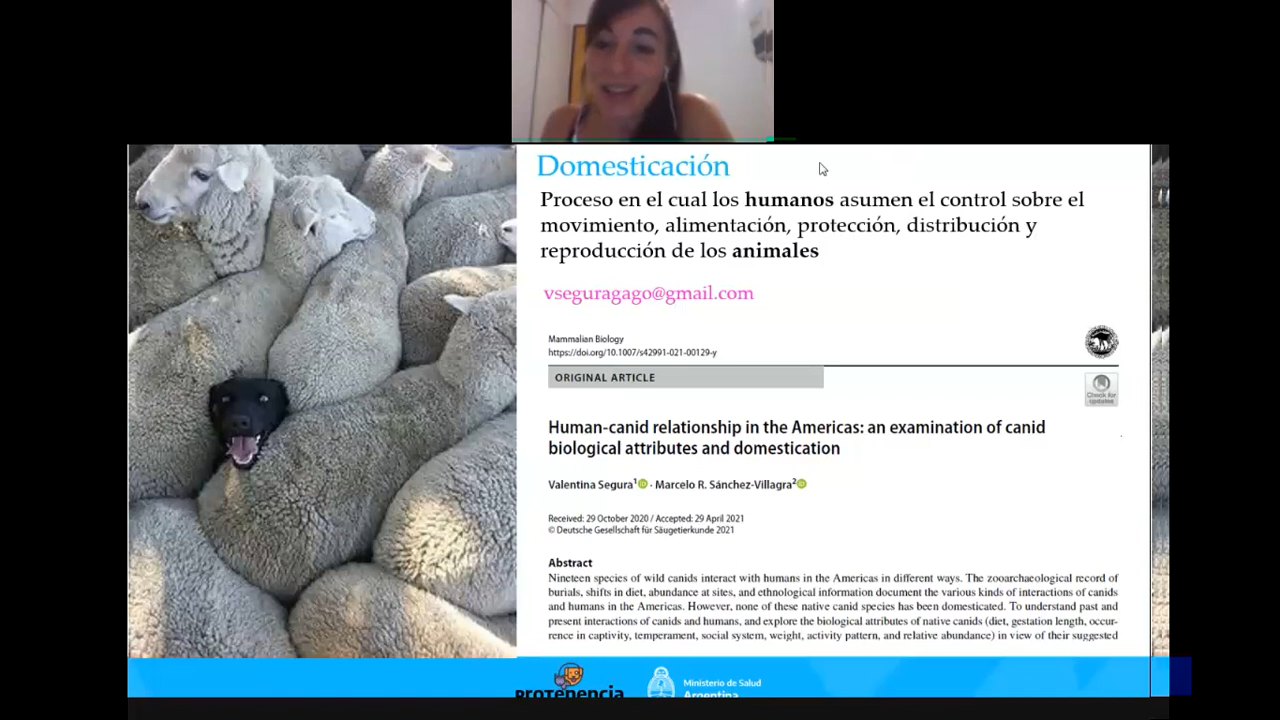 Domesticación
Proceso en el cual los humanos asumen el control sobre el
movimiento, alimentación, protección, distribución y
reproducción de los animales
vseguragago@gmail.com
Mammalian Biology
https://doi.org/10.1007/s42991-021-00129-y
ORIGINAL ARTICLE
Check for
updates
Human-canid relationship in the Americas: an examination of canid
biological attributes and domestication
Valentina Segura1 · Marcelo R. Sánchez-Villagra2
Received: 29 October 2020 / Accepted: 29 April 2021
© Deutsche Gesellschaft für Säugetierkunde 2021
Abstract
Nineteen species of wild canids interact with humans in the Americas in different ways. The zooarchaeological record of
burials, shifts in diet, abundance at sites, and ethnological information document the various kinds of interactions of canids
and humans in the Americas. However, none of these native canid species has been domesticated. To understand past and
present interactions of canids and humans, and explore the biological attributes of native canids (diet, gestation length, occur-
rence in captivity, temperament, social system, weight, activity pattern, and relative abundance) in view of their suggested
PROTENENCIA
Ministerio de Salud
Argentina